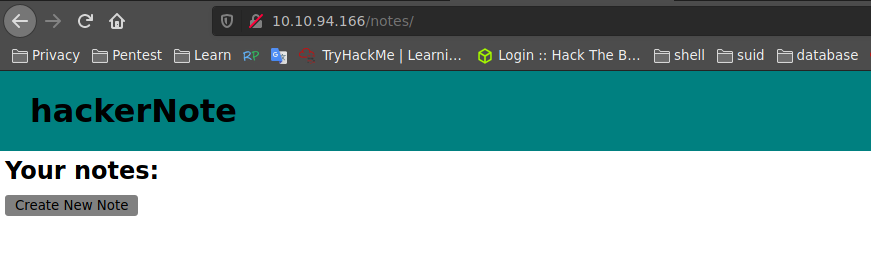 10.10.94.166/notes/
Privacy Pentest Learn RP TryHackMe | Learni... Login :: Hack The B... shell suid database
hackerNote
Your notes:
Create New Note